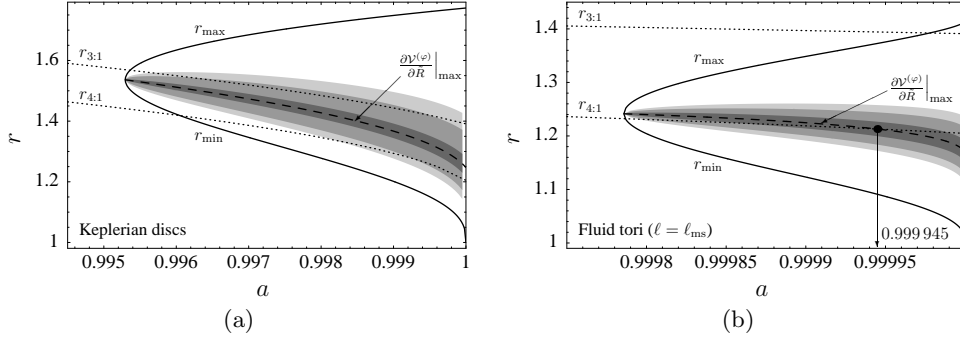 r_max
r_3:1
r_4:1
∂𝒱^(φ)/∂R̃ |_max
r_min
Keplerian discs
r
1.6
1.4
1.2
1
0.995
0.996
0.997
0.998
0.999
1
a
(a)
r_3:1
r_max
r_4:1
∂𝒱^(φ)/∂R̃ |_max
r_min
Fluid tori (ℓ = ℓ_ms)
0.999 945
r
1.4
1.3
1.2
1.1
1
0.9998
0.99985
0.9999
0.99995
a
(b)